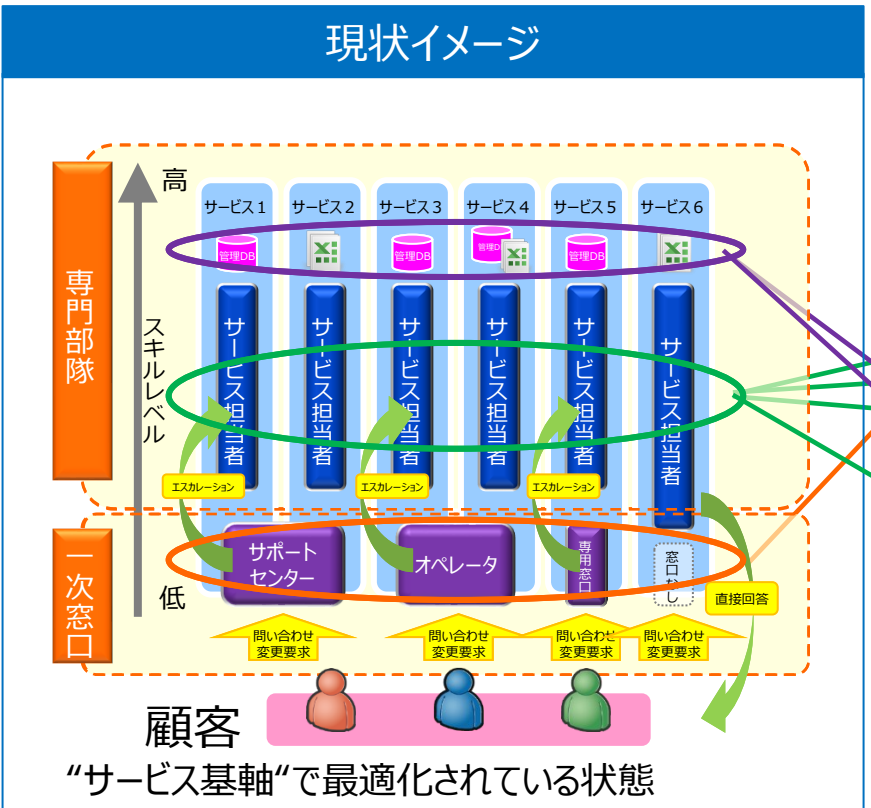 現状イメージ
専門部隊
スキルレベル
高
低
サービス1
サービス2
サービス3
サービス4
サービス5
サービス6
管理DB
管理DB
管理DB
管理DB
サービス担当者
サービス担当者
サービス担当者
サービス担当者
サービス担当者
サービス担当者
エスカレーション
エスカレーション
エスカレーション
一次窓口
サポート
センター
オペレータ
専用窓口
窓口なし
直接回答
問い合わせ
変更要求
問い合わせ
変更要求
問い合わせ
変更要求
問い合わせ
変更要求
顧客
“サービス基軸“で最適化されている状態